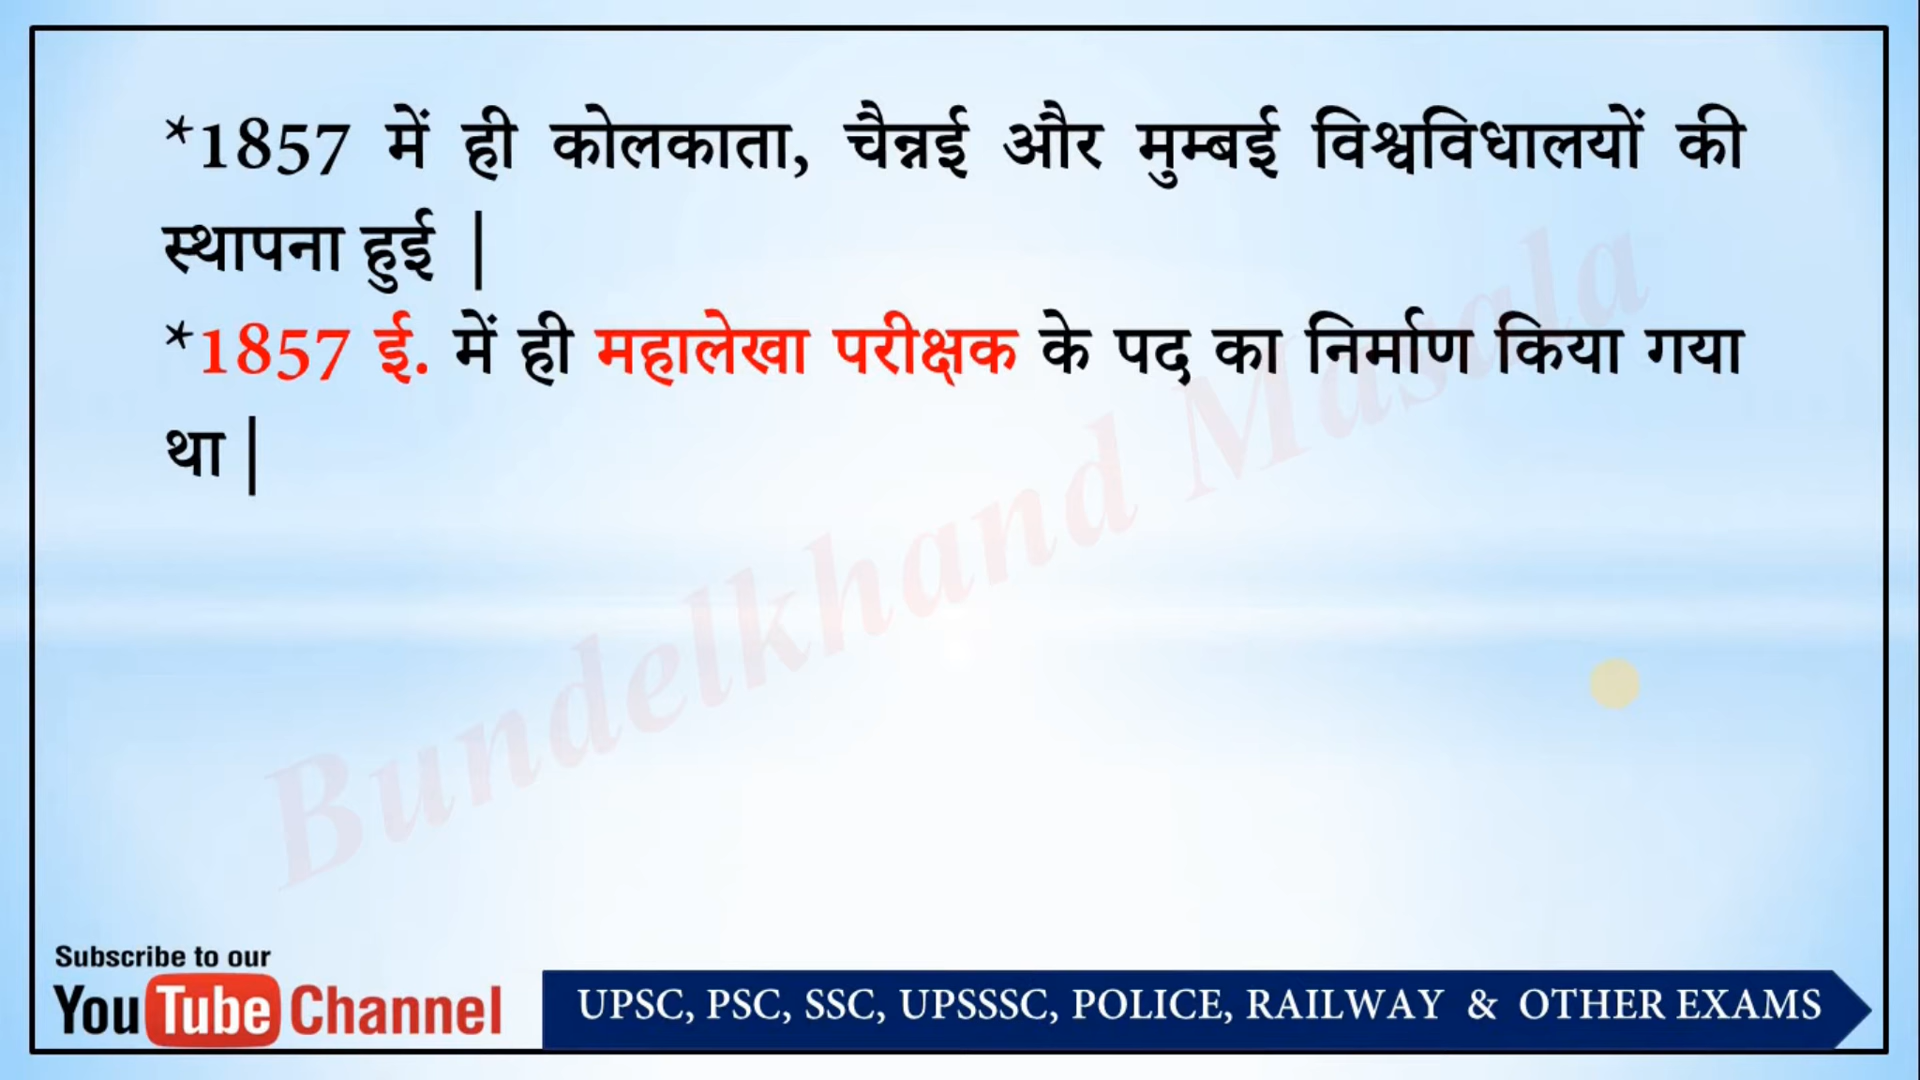 *1857 में ही कोलकाता, चैन्नई और मुम्बई विश्वविधालयों की
स्थापना हुई |
*1857 ई. में ही महालेखा परीक्षक के पद का निर्माण किया गया
था |
Bundelkhand Masala
Subscribe to our
YouTube Channel
UPSC, PSC, SSC, UPSSSC, POLICE, RAILWAY & OTHER EXAMS